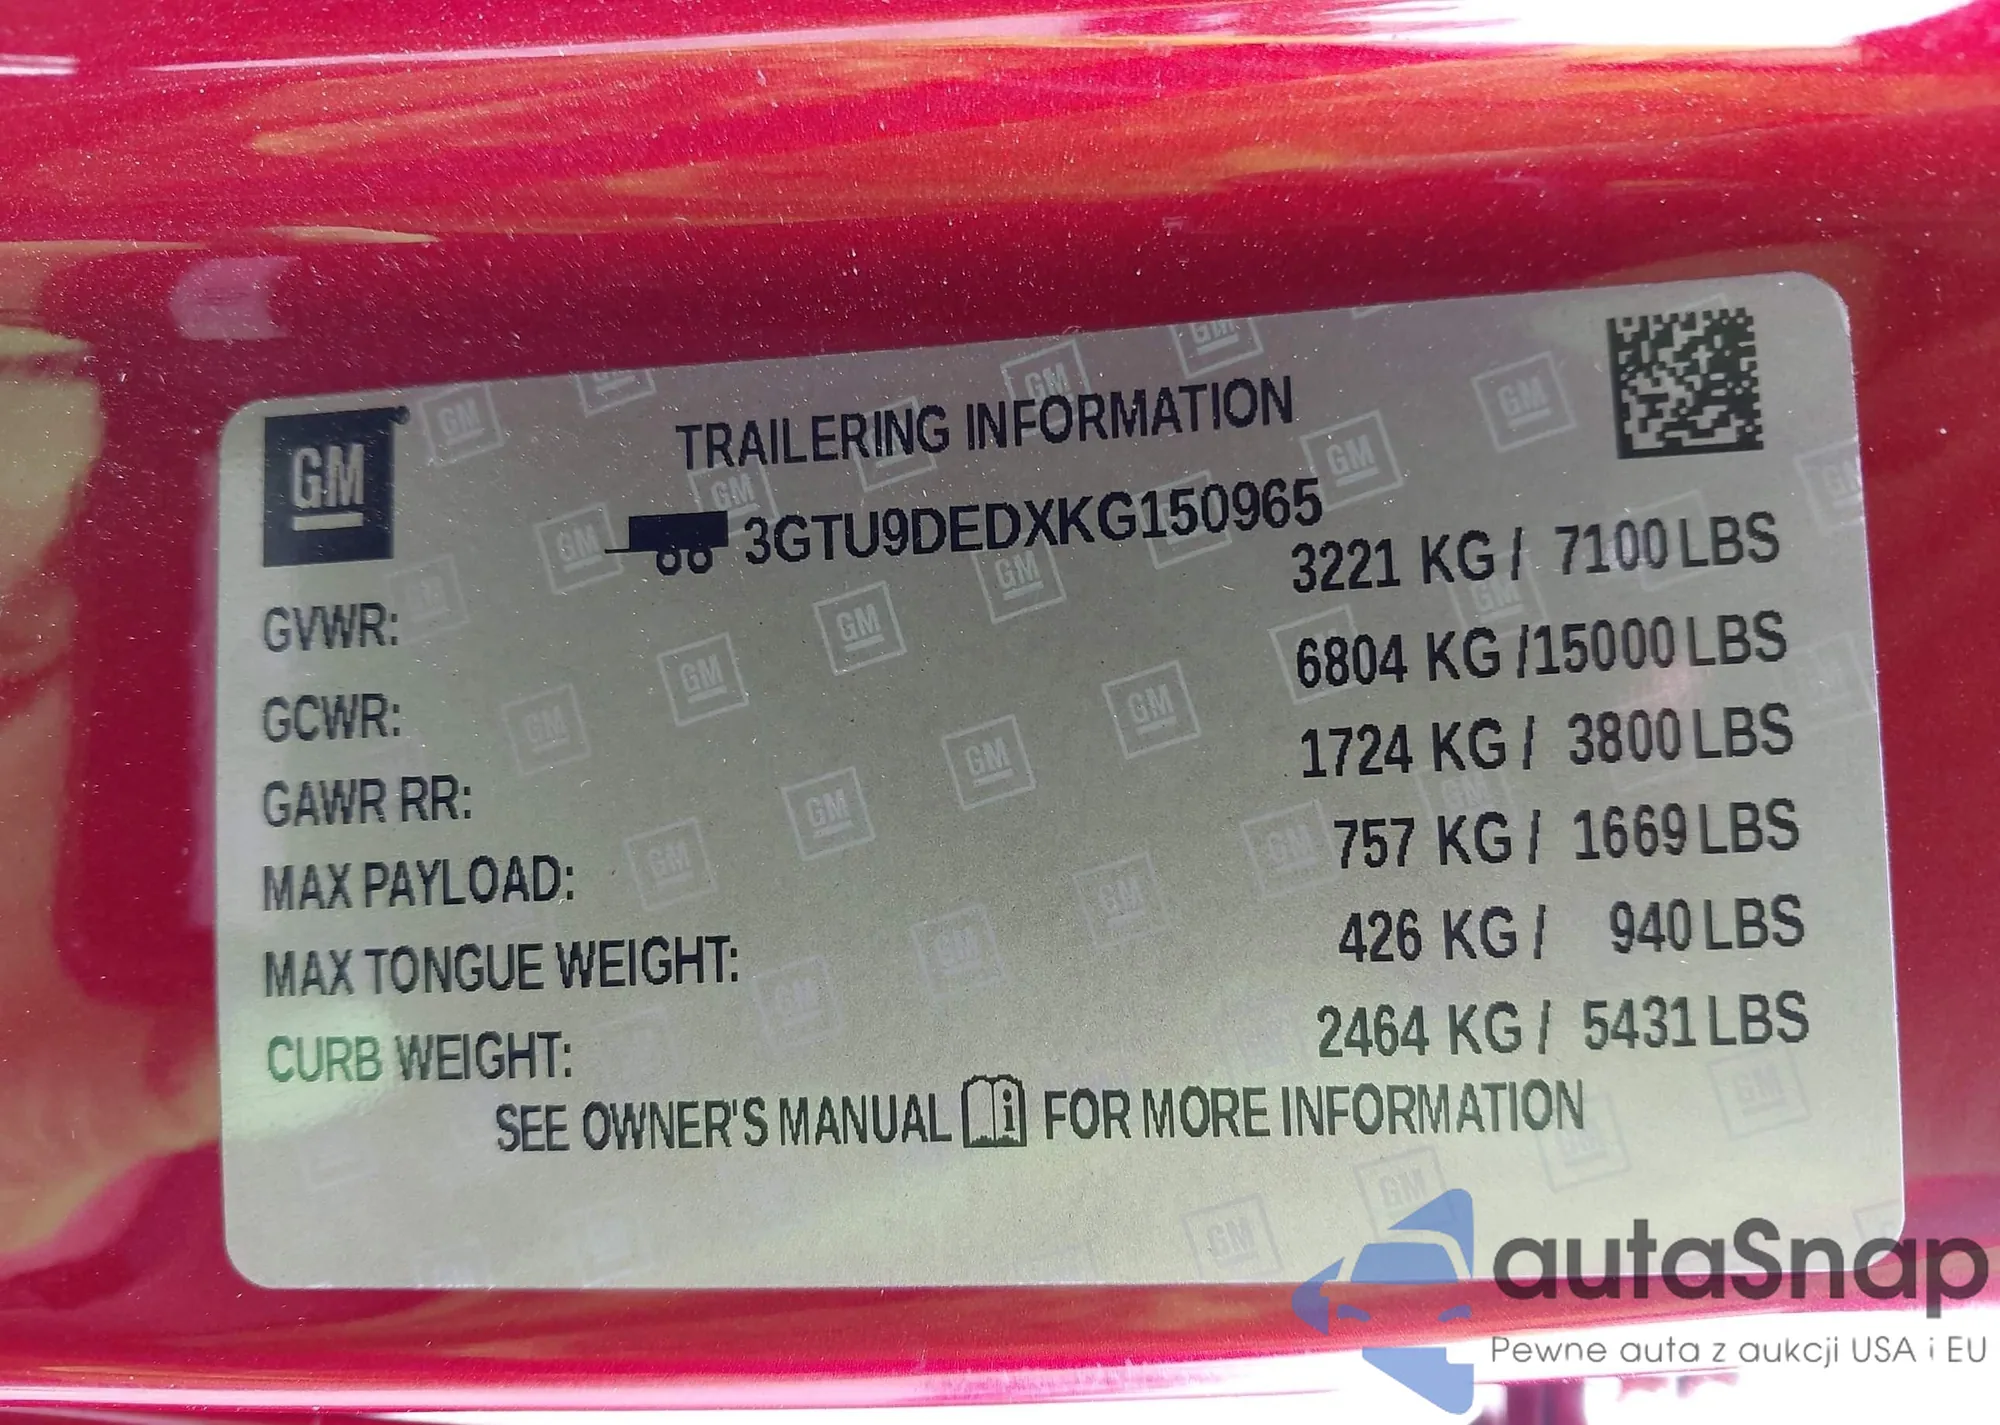 GM
TRAILERING INFORMATION
3GTU9DEDXKG150965
GVWR: 3221 KG / 7100 LBS
GCWR: 6804 KG /15000 LBS
GAWR RR: 1724 KG / 3800 LBS
MAX PAYLOAD: 757 KG / 1669 LBS
MAX TONGUE WEIGHT: 426 KG / 940 LBS
CURB WEIGHT: 2464 KG / 5431 LBS
SEE OWNER'S MANUAL i FOR MORE INFORMATION
autaSnap
Pewne auta z aukcji USA i EU